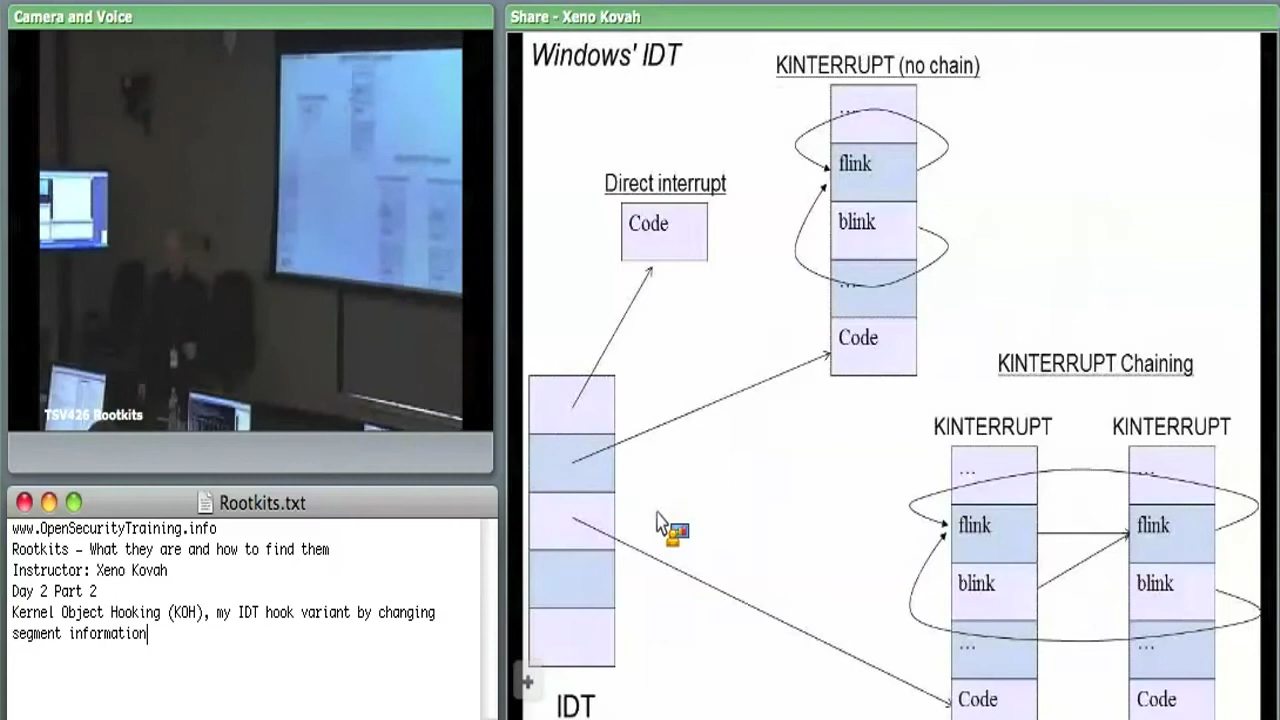 Camera and Voice
TSV426 Rootkits
Rootkits.txt
www.OpenSecurityTraining.info
Rootkits – What they are and how to find them
Instructor: Xeno Kovah
Day 2 Part 2
Kernel Object Hooking (KOH), my IDT hook variant by changing
segment information
Share - Xeno Kovah
Windows' IDT
KINTERRUPT (no chain)
...
flink
blink
...
Code
Direct interrupt
Code
IDT
KINTERRUPT Chaining
KINTERRUPT
KINTERRUPT
...
...
flink
flink
blink
blink
...
...
Code
Code